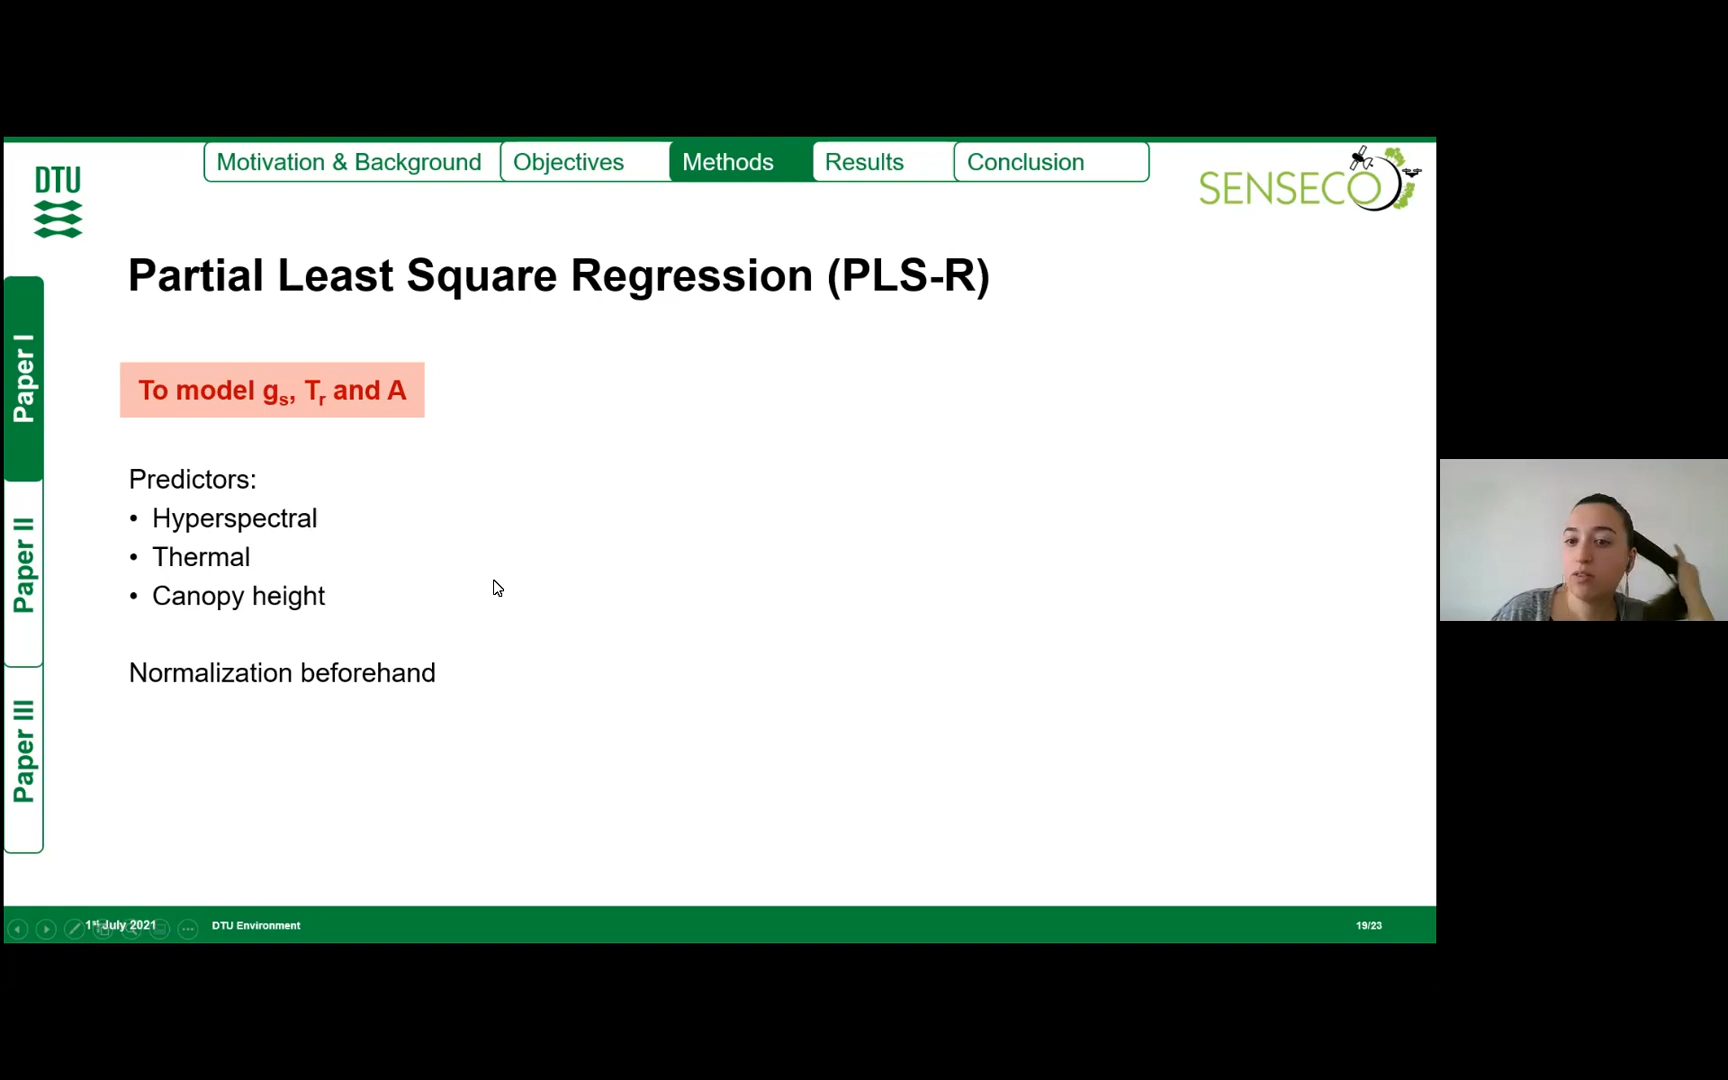 Motivation & Background Objectives Methods Results Conclusion
DTU
SENSECO
Partial Least Square Regression (PLS-R)
Paper I
Paper II
Paper III
To model gs, Tr and A
Predictors:
• Hyperspectral
• Thermal
• Canopy height
Normalization beforehand
1st July 2021 DTU Environment 19/23